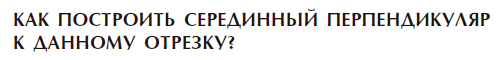 КАК ПОСТРОИТЬ СЕРЕДИННЫЙ ПЕРПЕНДИКУЛЯР
К ДАННОМУ ОТРЕЗКУ?